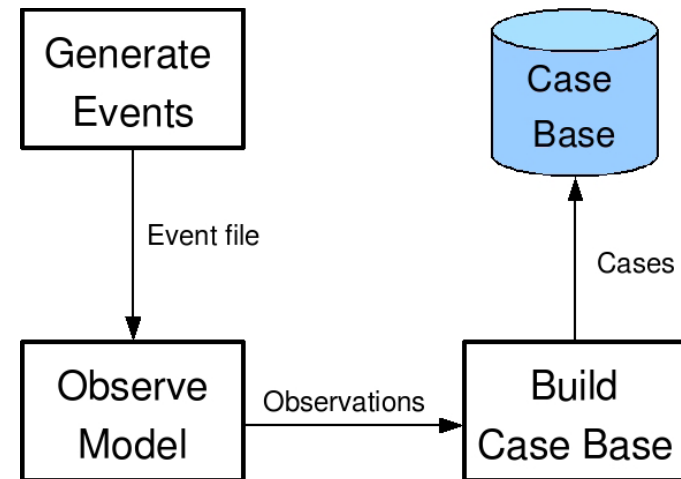 Generate
Events
Case
Base
Event file
Cases
Observe
Model
Observations
Build
Case Base